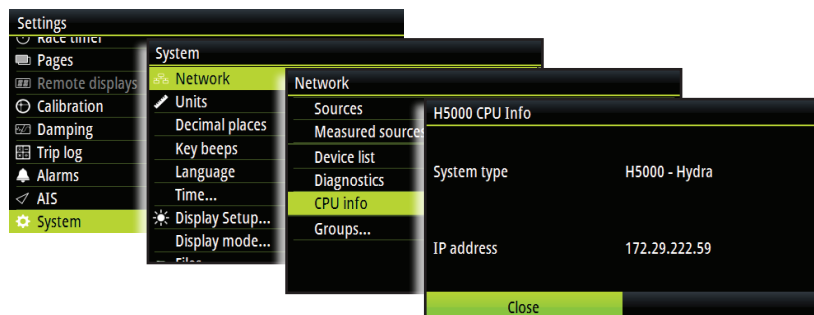 Settings
Race timer
Pages
Remote displays
Calibration
Damping
Trip log
Alarms
AIS
System
System
Network
Units
Decimal places
Key beeps
Language
Time...
Display Setup...
Display mode...
Files
Network
Sources
Measured sources
Device list
Diagnostics
CPU info
Groups...
H5000 CPU Info
System type H5000 - Hydra
IP address 172.29.222.59
Close